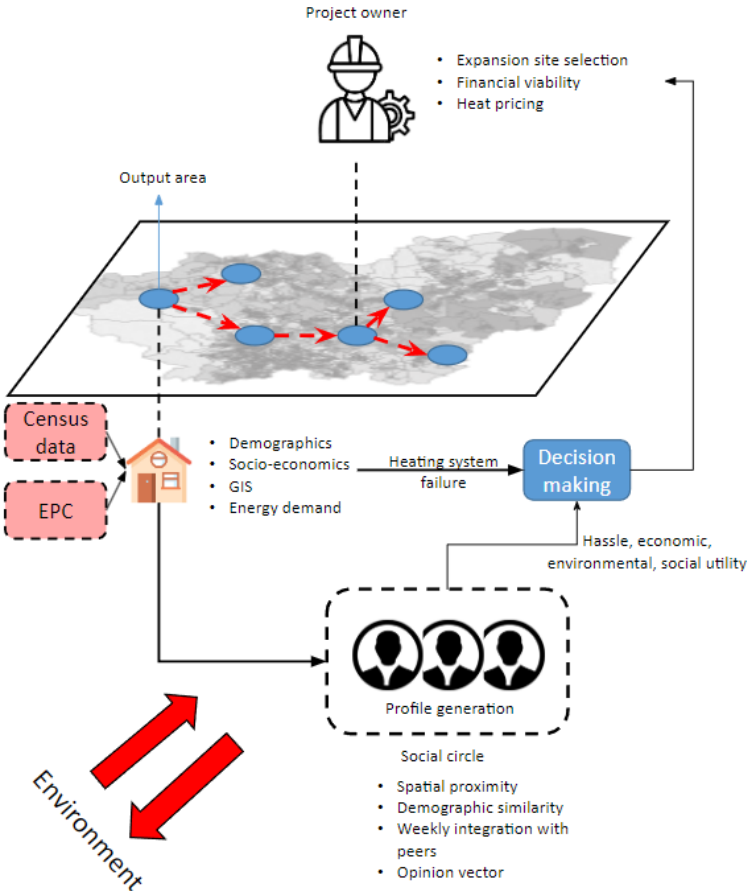 Project owner
• Expansion site selection
• Financial viability
• Heat pricing
Output area
Census
data
EPC
• Demographics
• Socio-economics
• GIS
• Energy demand
Heating system
failure
Decision
making
Hassle, economic,
environmental, social utility
Profile generation
Social circle
• Spatial proximity
• Demographic similarity
• Weekly integration with
peers
• Opinion vector
Environment